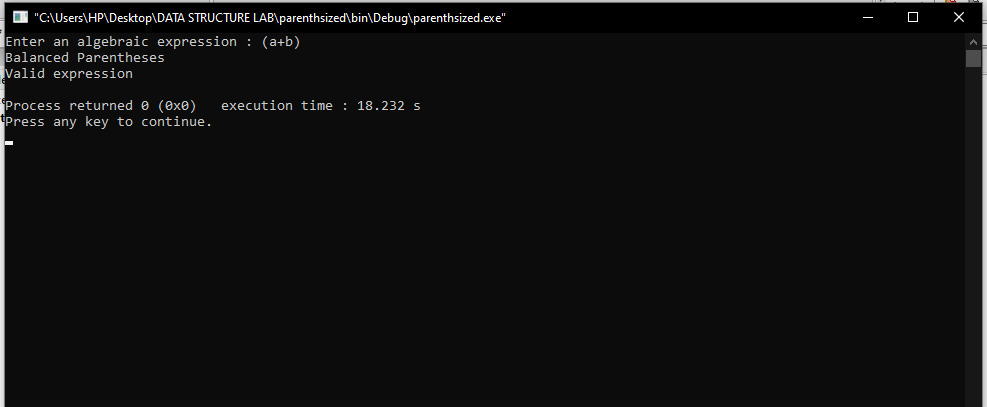 "C:\Users\HP\Desktop\DATA STRUCTURE LAB\parenthsized\bin\Debug\parenthsized.exe"
Enter an algebraic expression : (a+b)
Balanced Parentheses
Valid expression
Process returned 0 (0x0)   execution time : 18.232 s
Press any key to continue.